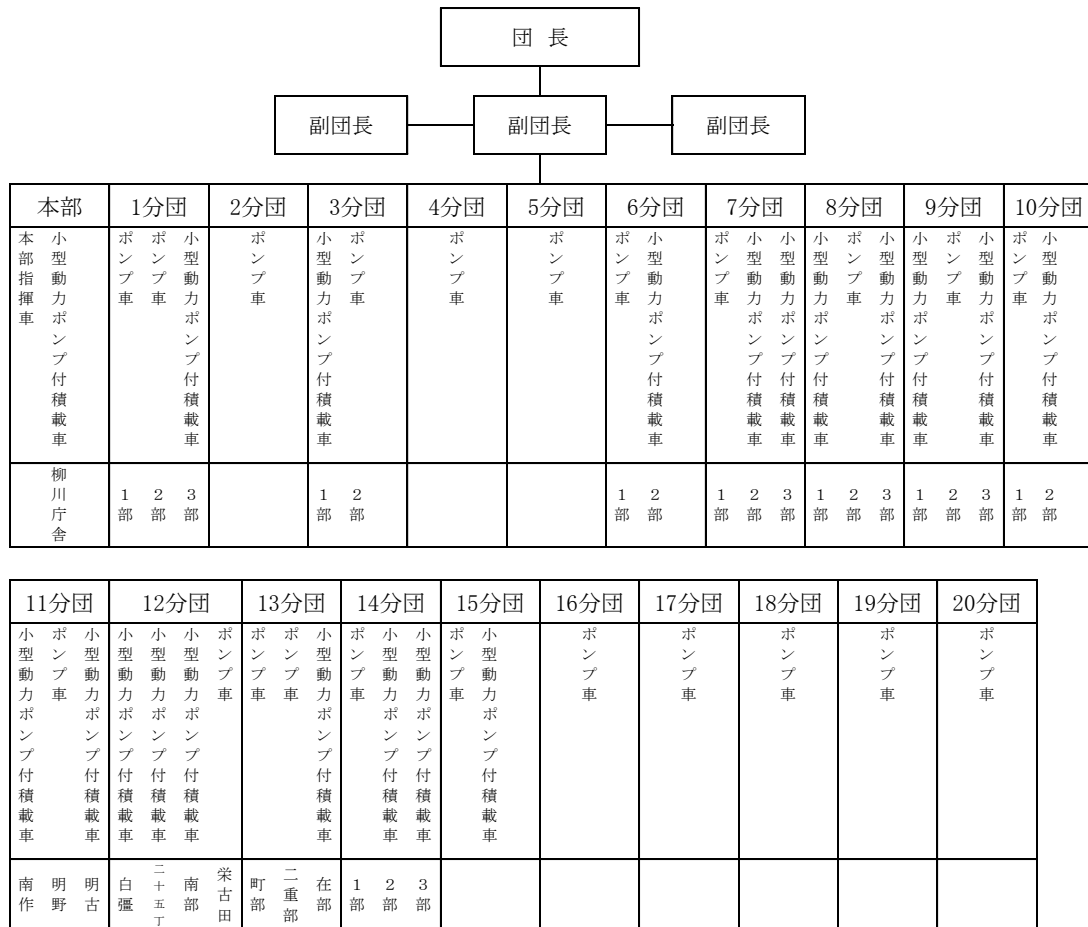 団 長
副団長
副団長
副団長
本部
1分団
2分団
3分団
4分団
5分団
6分団
7分団
8分団
9分団
10分団
本部指揮車
小型動力ポンプ付積載車
ポンプ車
ポンプ車
小型動力ポンプ付積載車
ポンプ車
小型動力ポンプ付積載車
ポンプ車
ポンプ車
ポンプ車
ポンプ車
小型動力ポンプ付積載車
ポンプ車
小型動力ポンプ付積載車
小型動力ポンプ付積載車
小型動力ポンプ付積載車
ポンプ車
小型動力ポンプ付積載車
小型動力ポンプ付積載車
ポンプ車
小型動力ポンプ付積載車
ポンプ車
小型動力ポンプ付積載車
柳川庁舎
1部
2部
3部
1部
2部
1部
2部
1部
2部
3部
1部
2部
3部
1部
2部
3部
1部
2部
11分団
12分団
13分団
14分団
15分団
16分団
17分団
18分団
19分団
20分団
小型動力ポンプ付積載車
ポンプ車
小型動力ポンプ付積載車
小型動力ポンプ付積載車
小型動力ポンプ付積載車
小型動力ポンプ付積載車
ポンプ車
ポンプ車
ポンプ車
小型動力ポンプ付積載車
ポンプ車
小型動力ポンプ付積載車
小型動力ポンプ付積載車
ポンプ車
小型動力ポンプ付積載車
ポンプ車
ポンプ車
ポンプ車
ポンプ車
ポンプ車
南作
明野
明古
白彊
二十五丁
南部
栄古田
町部
二重部
在部
1部
2部
3部